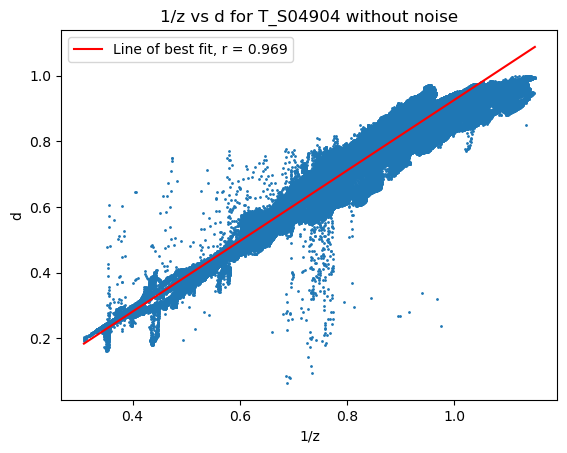 1/z vs d for T_S04904 without noise
Line of best fit, r = 0.969
1.0
0.8
0.6
0.4
0.2
d
0.4 0.6 0.8 1.0
1/z